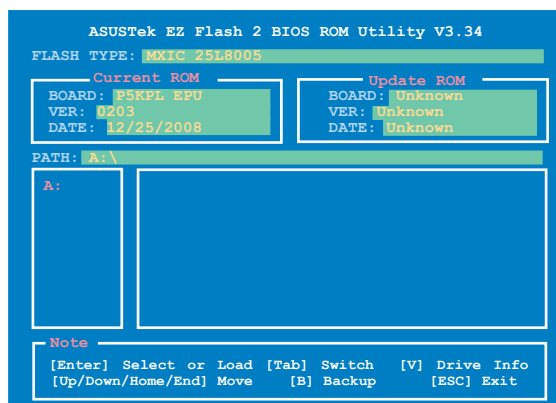 ASUSTek EZ Flash 2 BIOS ROM Utility V3.34
FLASH TYPE: MXIC 25L8005
Current ROM
BOARD: P5KPL EPU
VER: 0203
DATE: 12/25/2008
Update ROM
BOARD: Unknown
VER: Unknown
DATE: Unknown
PATH: A:\
A:
Note
[Enter] Select or Load [Tab] Switch [V] Drive Info
[Up/Down/Home/End] Move [B] Backup [ESC] Exit